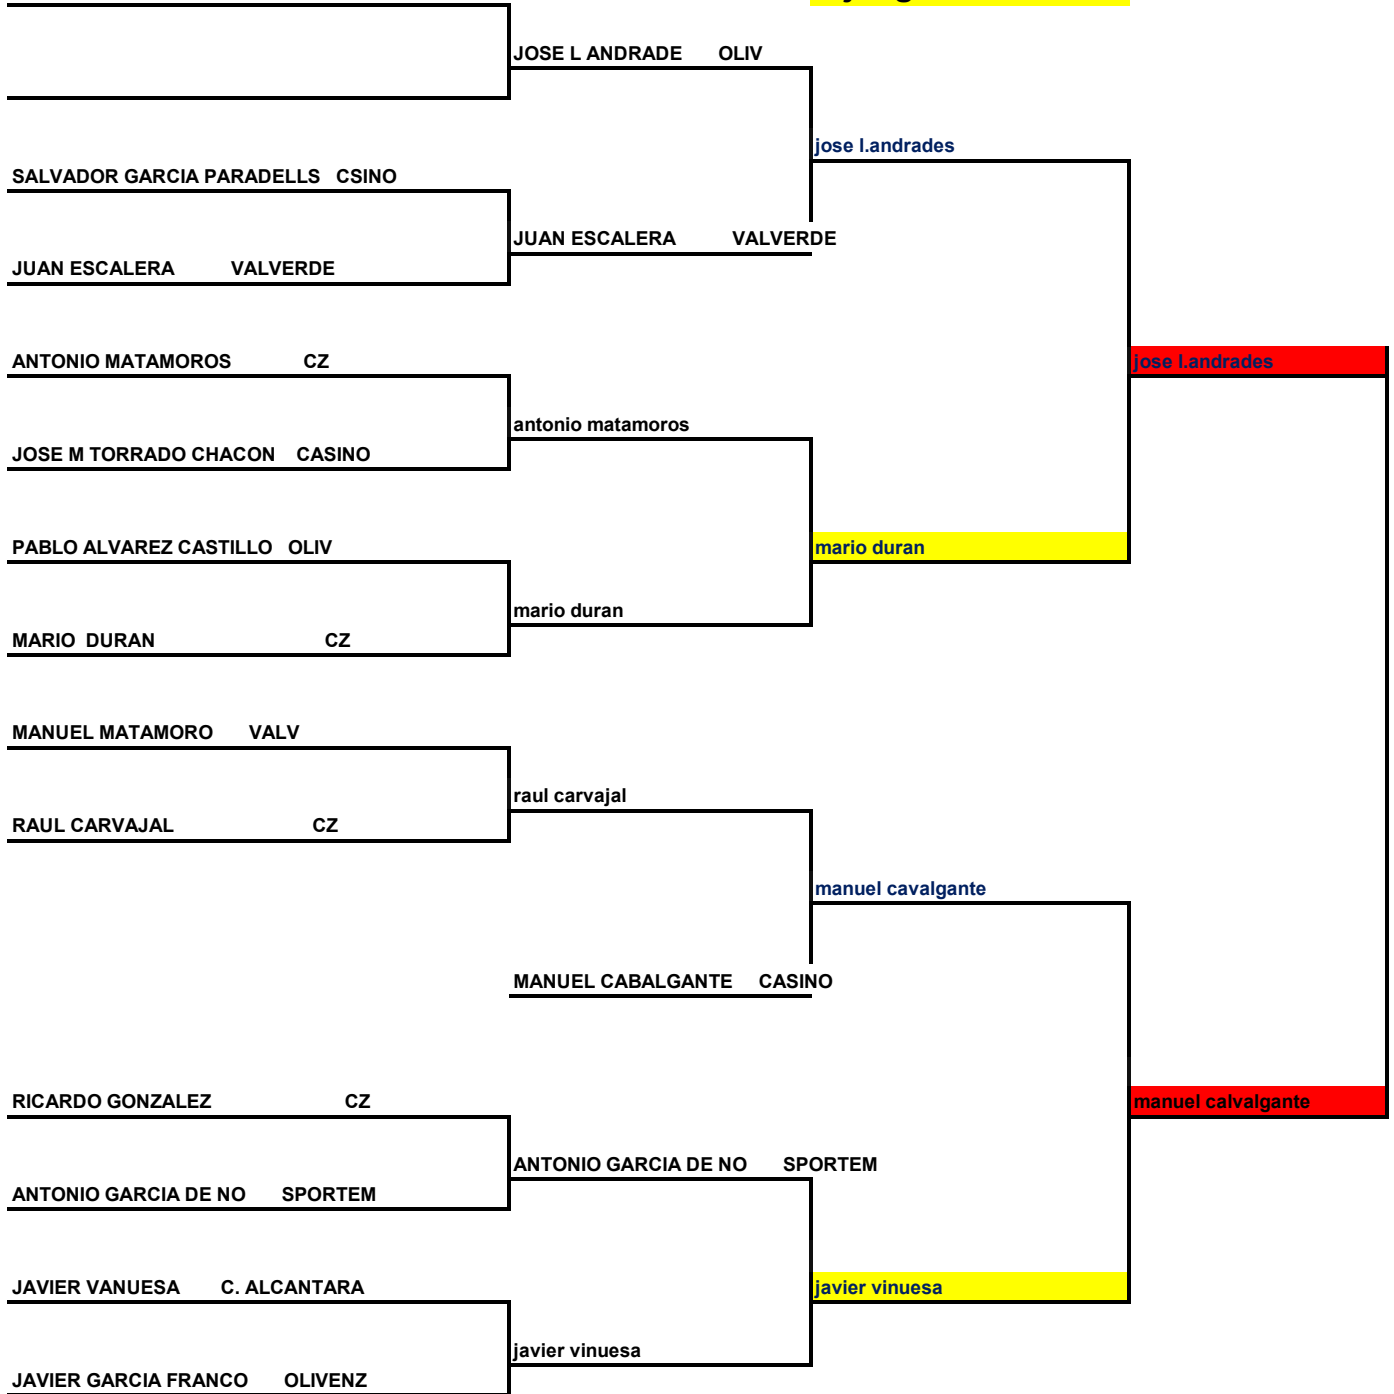 JOSE L ANDRADE OLIV
jose l.andrades
SALVADOR GARCIA PARADELLS CSINO
JUAN ESCALERA VALVERDE
JUAN ESCALERA VALVERDE
ANTONIO MATAMOROS CZ
jose l.andrades
antonio matamoros
JOSE M TORRADO CHACON CASINO
PABLO ALVAREZ CASTILLO OLIV
mario duran
mario duran
MARIO DURAN CZ
MANUEL MATAMORO VALV
raul carvajal
RAUL CARVAJAL CZ
manuel cavalgante
MANUEL CABALGANTE CASINO
RICARDO GONZALEZ CZ
manuel calvalgante
ANTONIO GARCIA DE NO SPORTEM
ANTONIO GARCIA DE NO SPORTEM
JAVIER VANUESA C. ALCANTARA
javier vinuesa
javier vinuesa
JAVIER GARCIA FRANCO OLIVENZ